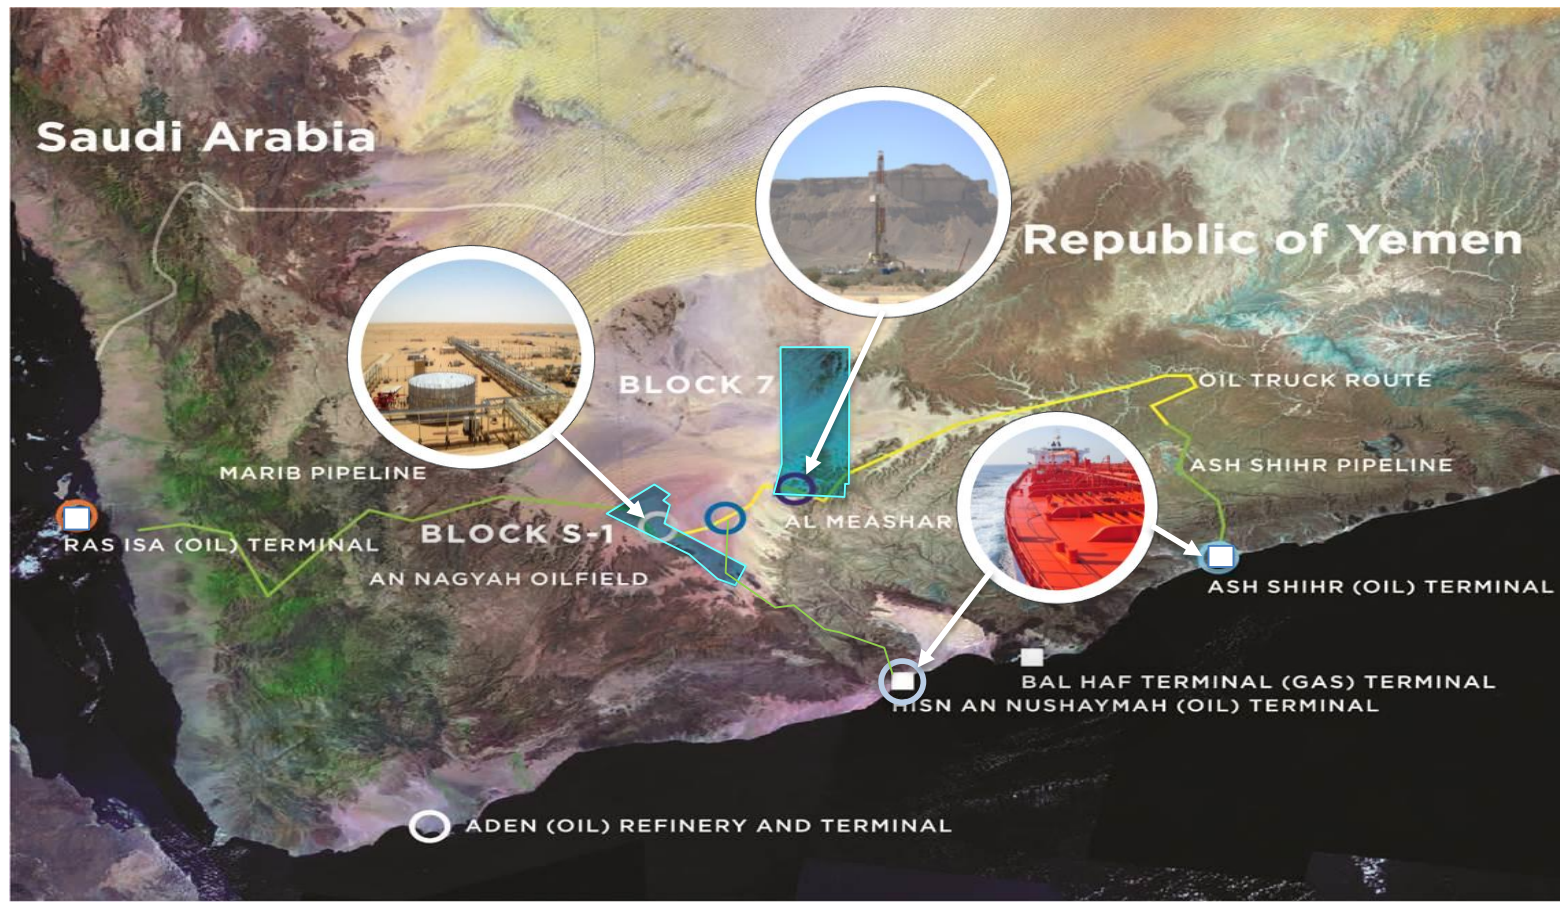 Saudi Arabia
Republic of Yemen
BLOCK 7
OIL TRUCK ROUTE
MARIB PIPELINE
ASH SHIHR PIPELINE
AL MEASHAR
BLOCK S-1
RAS ISA (OIL) TERMINAL
AN NAGYAH OILFIELD
ASH SHIHR (OIL) TERMINAL
BAL HAF TERMINAL (GAS) TERMINAL
HISN AN NUSHAYMAH (OIL) TERMINAL
ADEN (OIL) REFINERY AND TERMINAL